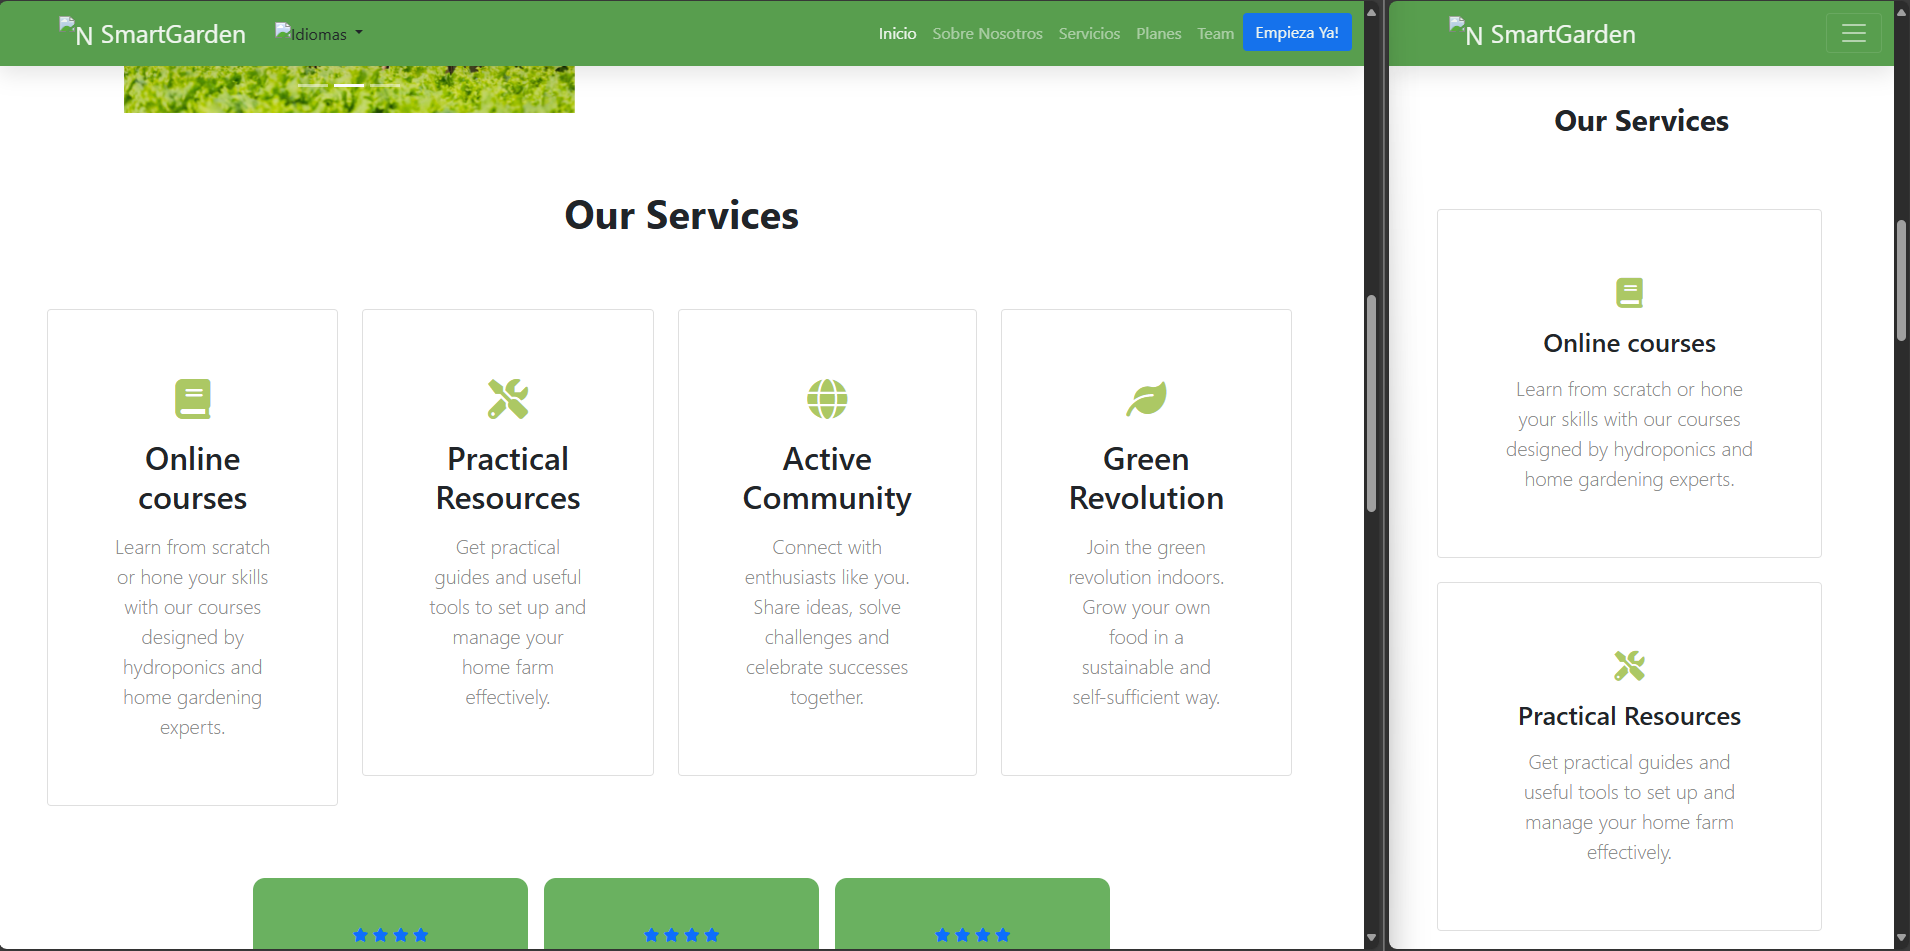 N SmartGarden
Idiomas
Inicio Sobre Nosotros Servicios Planes Team Empieza Ya!
Our Services
Online
courses
Learn from scratch
or hone your skills
with our courses
designed by
hydroponics and
home gardening
experts.
Practical
Resources
Get practical
guides and useful
tools to set up and
manage your
home farm
effectively.
Active
Community
Connect with
enthusiasts like you.
Share ideas, solve
challenges and
celebrate successes
together.
Green
Revolution
Join the green
revolution indoors.
Grow your own
food in a
sustainable and
self-sufficient way.
N SmartGarden
Our Services
Online courses
Learn from scratch or hone
your skills with our courses
designed by hydroponics and
home gardening experts.
Practical Resources
Get practical guides and
useful tools to set up and
manage your home farm
effectively.